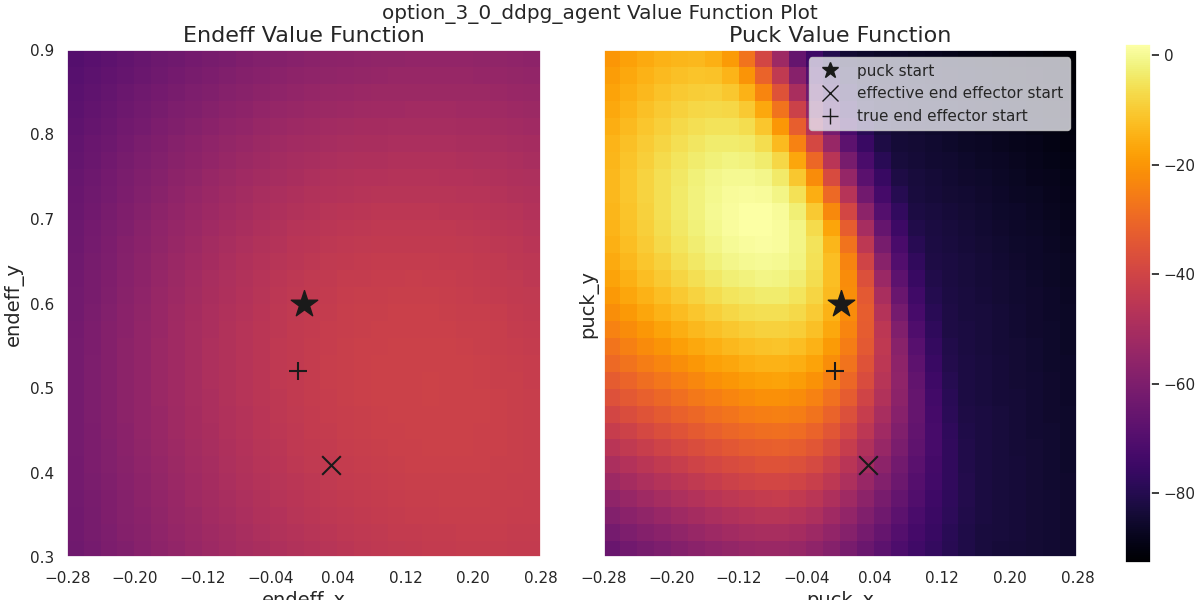 option_3_0_ddpg_agent Value Function Plot
Endeff Value Function
Puck Value Function
puck start
effective end effector start
true end effector start
0.9
0.8
0.7
0.6
0.5
0.4
0.3
endeff_y
puck_y
−0.28 −0.20 −0.12 −0.04 0.04 0.12 0.20 0.28
−0.28 −0.20 −0.12 −0.04 0.04 0.12 0.20 0.28
endeff_x
puck_x
0
−20
−40
−60
−80